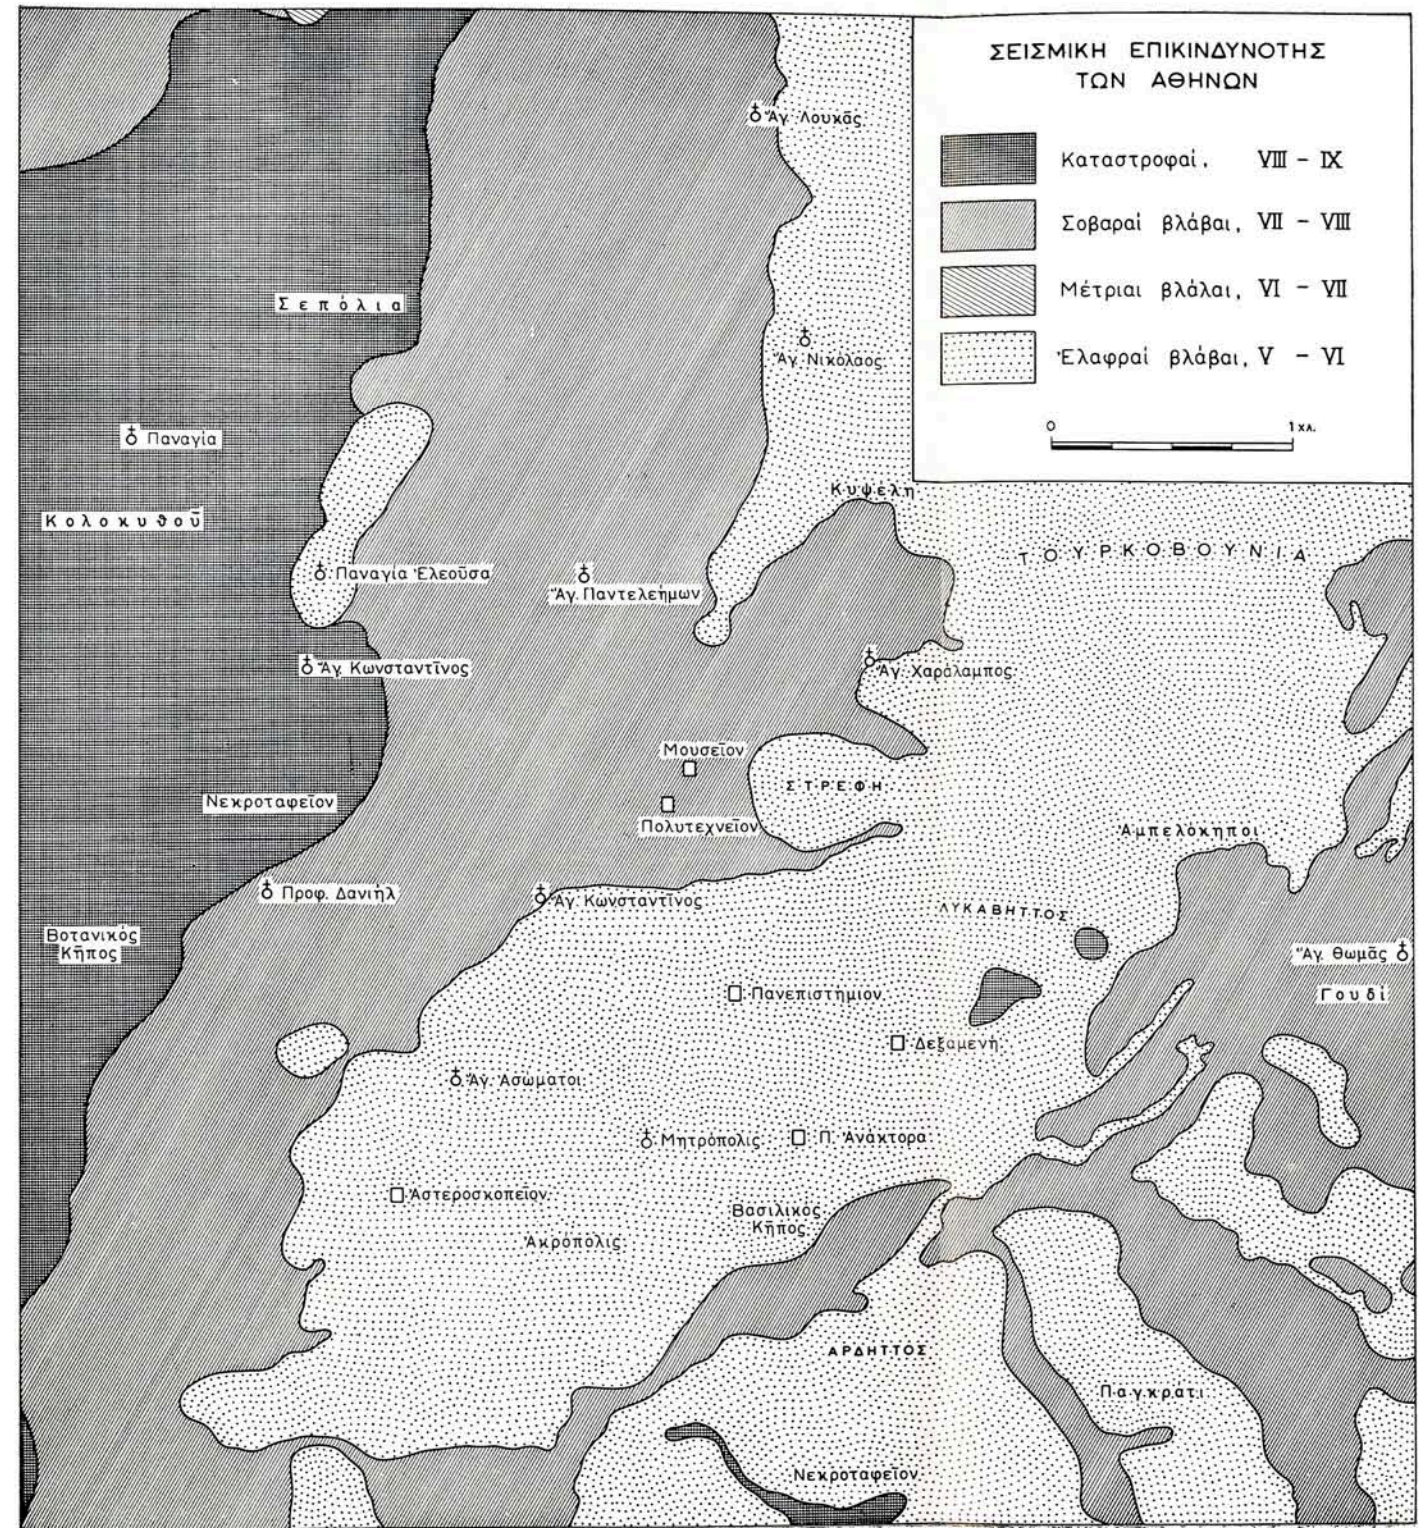 ΣΕΙΣΜΙΚΗ ΕΠΙΚΙΝΔΥΝΟΤΗΣ
ΤΩΝ ΑΘΗΝΩΝ
Καταστροφαί, VIII – IX
Σοβαραί βλάβαι, VII – VIII
Μέτριαι βλάλαι, VI – VII
Ἐλαφραί βλάβαι, V – VI
0 1 χλ.
Ἅγ. Λουκᾶς
Σεπόλια
Ἅγ. Νικόλαος
Παναγία
Κυψελη
Κολοκυθοῦ
ΤΟΥΡΚΟΒΟΥΝΙΑ
Παναγία Ἐλεοῦσα
Ἅγ. Παντελεήμων
Ἅγ. Κωνσταντῖνος
Ἅγ. Χαράλαμπος
Μουσεῖον
ΣΤΡΕΦΗ
Νεκροταφεῖον
Πολυτεχνεῖον
Ἀμπελόκηποι
Προφ. Δανιήλ
Ἅγ. Κωνσταντῖνος
ΛΥΚΑΒΗΤΤΟΣ
Βοτανικός
Κῆπος
Ἅγ. Θωμᾶς
Πανεπιστήμιον
Γουδί
Δεξαμενή
Ἅγ. Ασωματοι
Μητρόπολις
Π. Ἀνάκτορα
Ἀστεροσκοπεῖον
Βασιλικός
Κῆπος
Ἀκρόπολις
ΑΡΔΗΤΤΟΣ
Παγκρατι
Νεκροταφεῖον